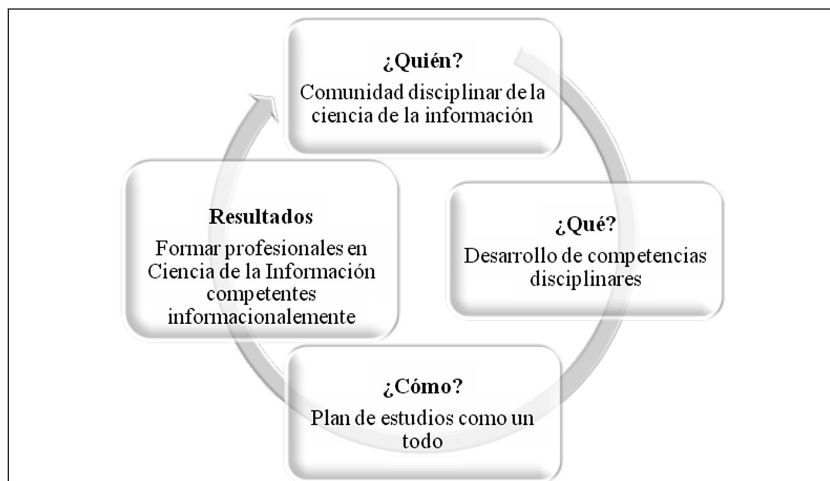 ¿Quién?
Comunidad disciplinar de la
ciencia de la información
¿Qué?
Desarrollo de competencias
disciplinares
¿Cómo?
Plan de estudios como un
todo
Resultados
Formar profesionales en
Ciencia de la Información
competentes
informacionalemente